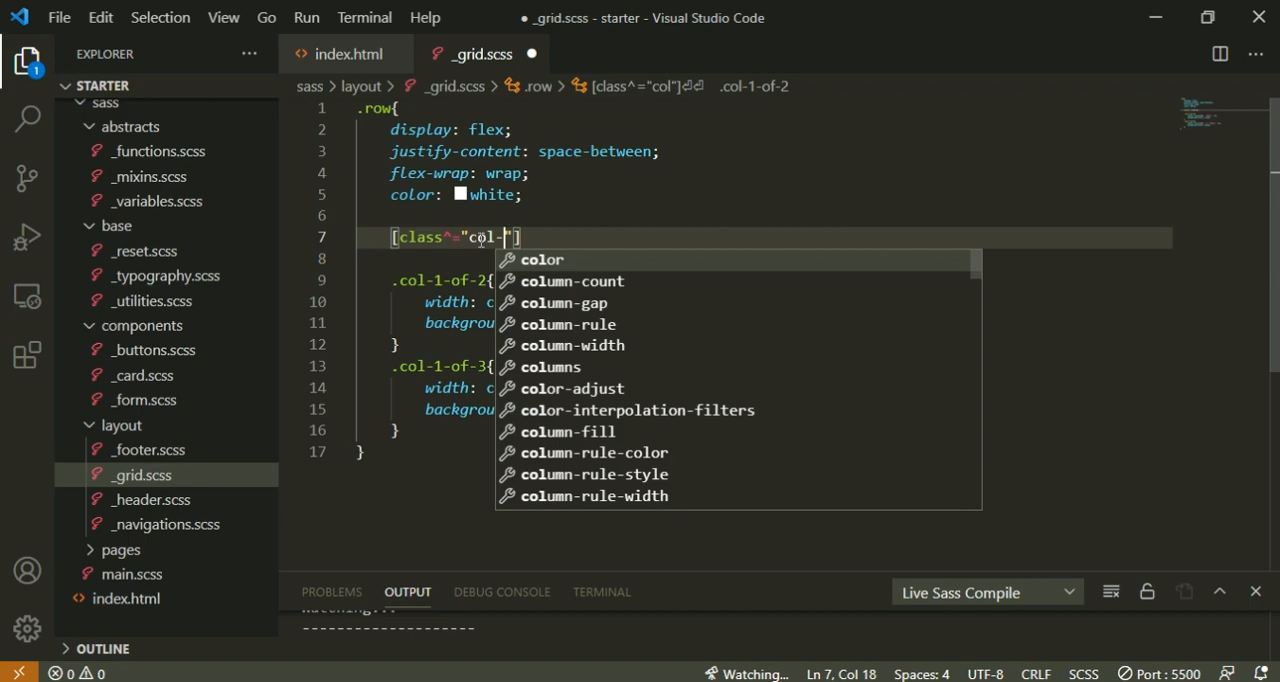 File Edit Selection View Go Run Terminal Help
● _grid.scss - starter - Visual Studio Code
EXPLORER ···
index.html
_grid.scss
STARTER
sass > layout > _grid.scss > .row > [class^="col"] .col-1-of-2
sass
abstracts
_functions.scss
_mixins.scss
_variables.scss
base
_reset.scss
_typography.scss
_utilities.scss
components
_buttons.scss
_card.scss
_form.scss
layout
_footer.scss
_grid.scss
_header.scss
_navigations.scss
pages
main.scss
index.html
OUTLINE
1
1 .row{
2 display: flex;
3 justify-content: space-between;
4 flex-wrap: wrap;
5 color: white;
6
7 [class^="col-"]
8
9 .col-1-of-2{
10 width: c
11 backgrou
12 }
13 .col-1-of-3{
14 width: c
15 backgrou
16 }
17 }
color
column-count
column-gap
column-rule
column-width
columns
color-adjust
color-interpolation-filters
column-fill
column-rule-color
column-rule-style
column-rule-width
PROBLEMS OUTPUT DEBUG CONSOLE TERMINAL
Live Sass Compile
Watching...
--------------------
0 0
Watching... Ln 7, Col 18 Spaces: 4 UTF-8 CRLF SCSS Port : 5500